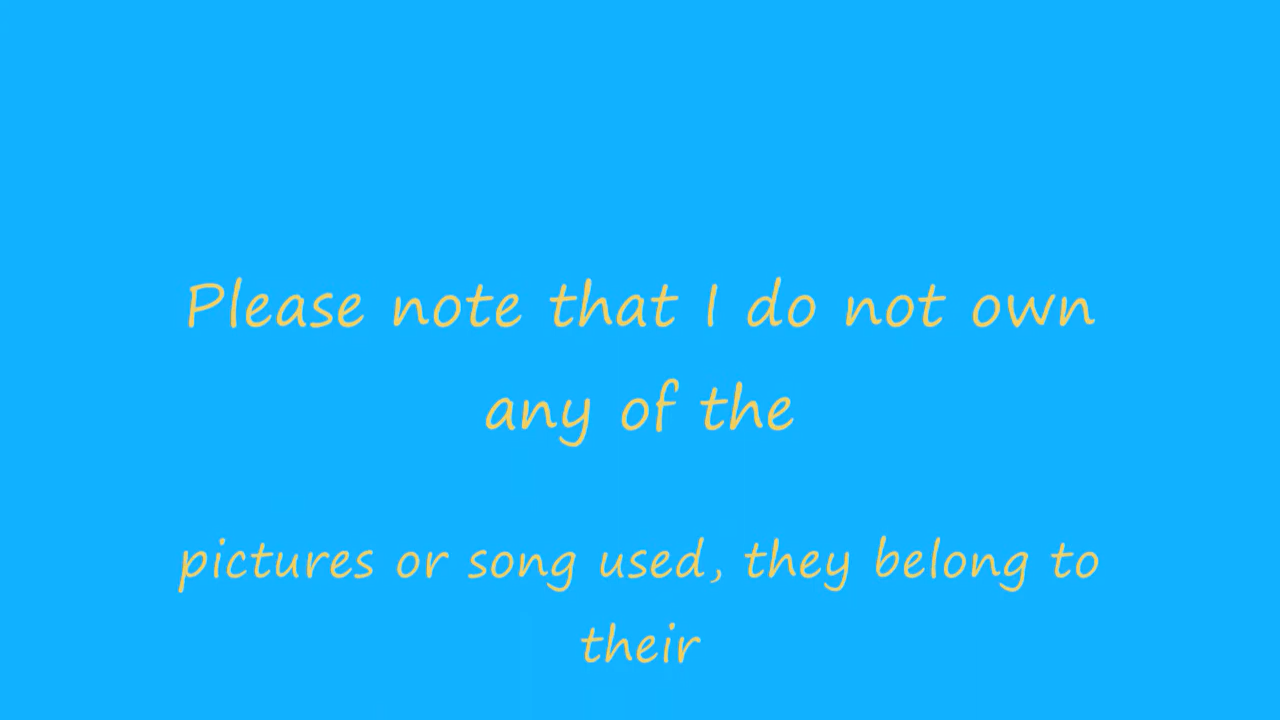 Please note that I do not own
any of the
pictures or song used, they belong to
their